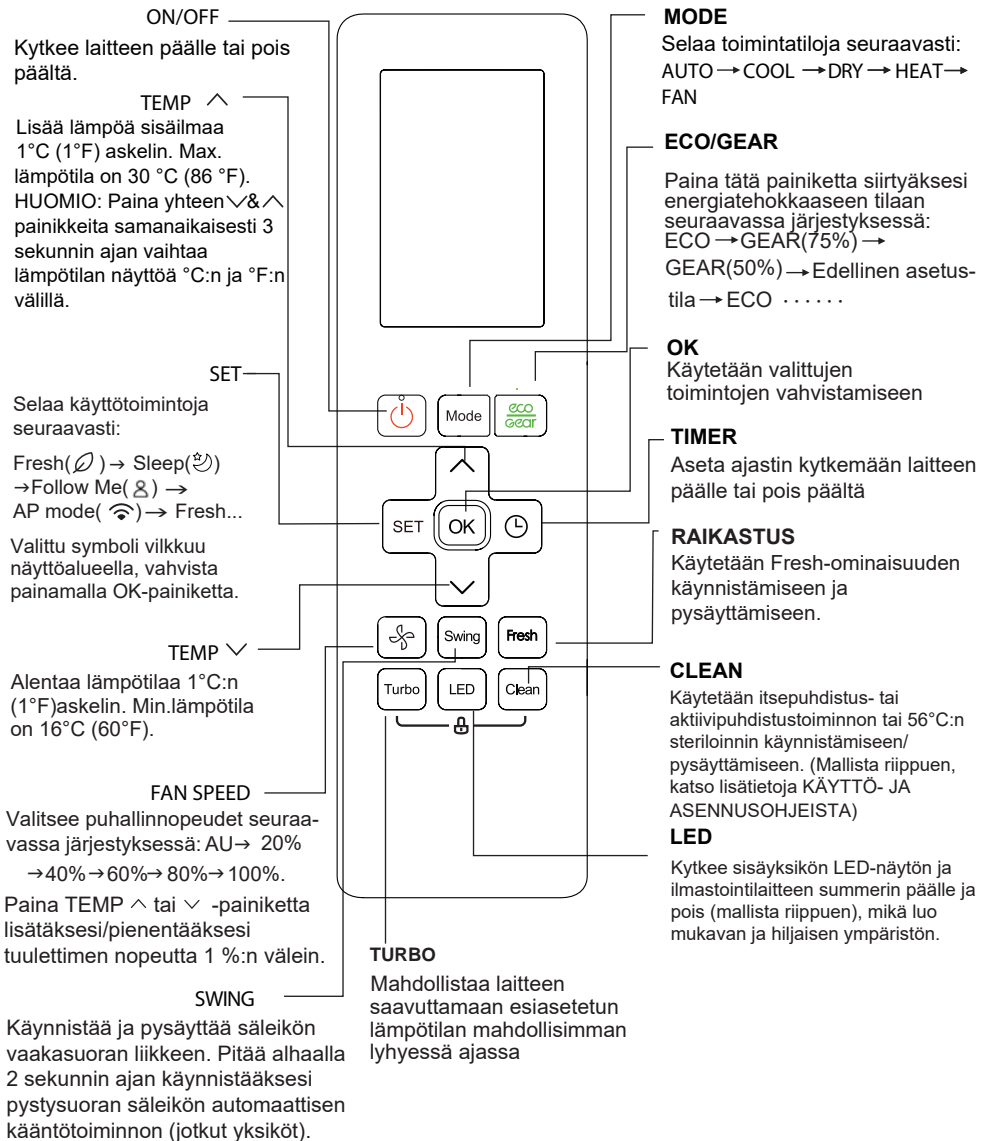 ON/OFF
Kytkee laitteen päälle tai pois
päältä.
TEMP ︿
Lisää lämpöä sisäilmaa
1°C (1°F) askelin. Max.
lämpötila on 30 °C (86 °F).
HUOMIO: Paina yhteen﹀&︿
painikkeita samanaikaisesti 3
sekunnin ajan vaihtaa
lämpötilan näyttöä °C:n ja °F:n
välillä.
SET
Selaa käyttötoimintoja
seuraavasti:
Fresh( ) → Sleep( )
→Follow Me( ) →
AP mode( ) → Fresh...
Valittu symboli vilkkuu
näyttöalueella, vahvista
painamalla OK-painiketta.
TEMP ﹀
Alentaa lämpötilaa 1°C:n
(1°F)askelin. Min.lämpötila
on 16°C (60°F).
FAN SPEED
Valitsee puhallinnopeudet seuraa-
vassa järjestyksessä: AU→ 20%
→40%→60%→ 80%→100%.
Paina TEMP ︿ tai ﹀ -painiketta
lisätäksesi/pienentääksesi
tuulettimen nopeutta 1 %:n välein.
SWING
Käynnistää ja pysäyttää säleikön
vaakasuoran liikkeen. Pitää alhaalla
2 sekunnin ajan käynnistääksesi
pystysuoran säleikön automaattisen
kääntötoiminnon (jotkut yksiköt).
Mode
eco
Gear
SET
OK
Swing
Fresh
Turbo
LED
Clean
TURBO
Mahdollistaa laitteen
saavuttamaan esiasetetun
lämpötilan mahdollisimman
lyhyessä ajassa
MODE
Selaa toimintatiloja seuraavasti:
AUTO→COOL →DRY→HEAT→
FAN
ECO/GEAR
Paina tätä painiketta siirtyäksesi
energiatehokkaaseen tilaan
seuraavassa järjestyksessä:
ECO →GEAR(75%) →
GEAR(50%) →Edellinen asetus-
tila→ECO ······
OK
Käytetään valittujen
toimintojen vahvistamiseen
TIMER
Aseta ajastin kytkemään laitteen
päälle tai pois päältä
RAIKASTUS
Käytetään Fresh-ominaisuuden
käynnistämiseen ja
pysäyttämiseen.
CLEAN
Käytetään itsepuhdistus- tai
aktiivipuhdistustoiminnon tai 56°C:n
steriloinnin käynnistämiseen/
pysäyttämiseen. (Mallista riippuen,
katso lisätietoja KÄYTTÖ- JA
ASENNUSOHJEISTA)
LED
Kytkee sisäyksikön LED-näytön ja
ilmastointilaitteen summerin päälle ja
pois (mallista riippuen), mikä luo
mukavan ja hiljaisen ympäristön.